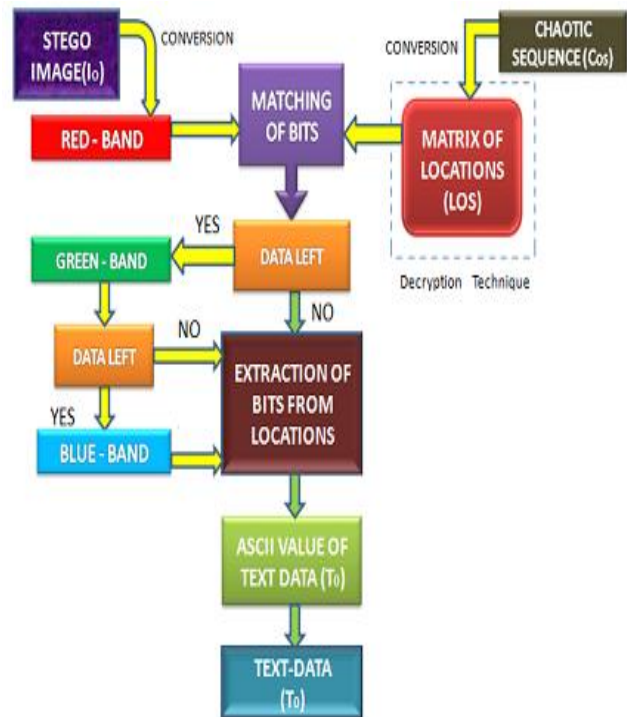 STEGO
IMAGE(I₀)
CONVERSION
CHAOTIC
SEQUENCE (C₀s)
CONVERSION
RED - BAND
MATCHING
OF BITS
MATRIX OF
LOCATIONS
(LOS)
Decryption Technique
YES
GREEN - BAND
DATA LEFT
NO
DATA LEFT
NO
EXTRACTION OF
BITS FROM
LOCATIONS
YES
BLUE - BAND
ASCII VALUE OF
TEXT DATA (T₀)
TEXT-DATA
(T₀)